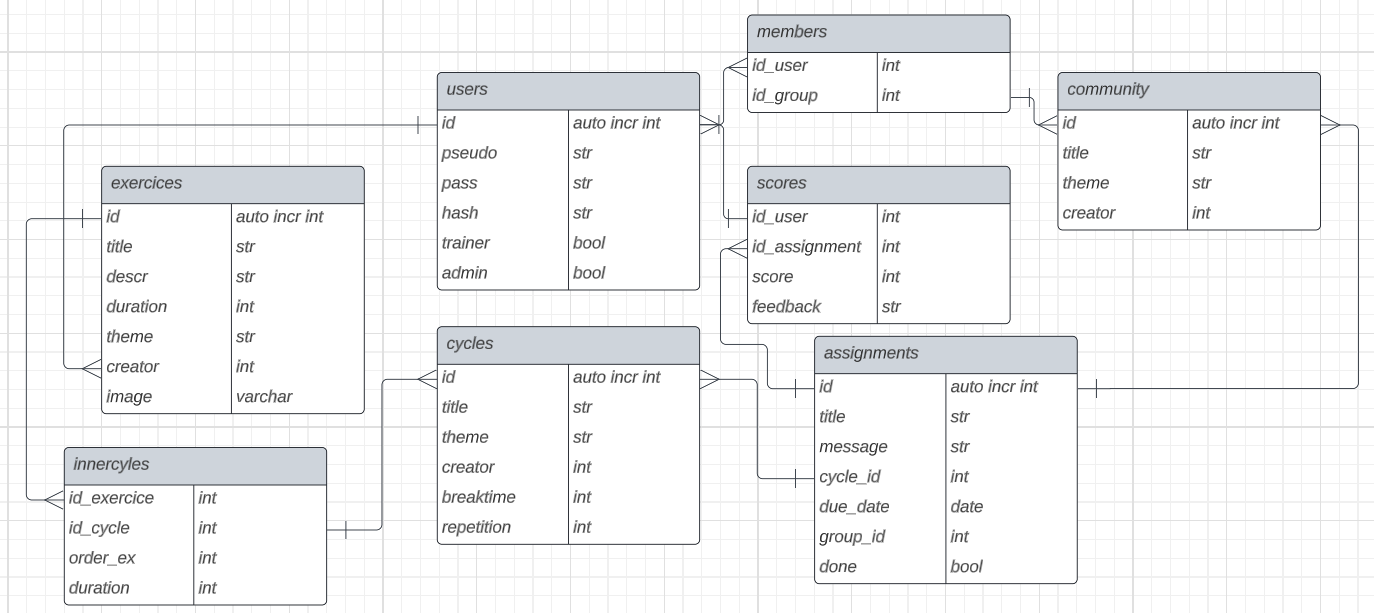 members
id_user int
id_group int
users
id auto incr int
pseudo str
pass str
hash str
trainer bool
admin bool
community
id auto incr int
title str
theme str
creator int
exercices
id auto incr int
title str
descr str
duration int
theme str
creator int
image varchar
scores
id_user int
id_assignment int
score int
feedback str
cycles
id auto incr int
title str
theme str
creator int
breaktime int
repetition int
assignments
id auto incr int
title str
message str
cycle_id int
due_date date
group_id int
done bool
innercyles
id_exercice int
id_cycle int
order_ex int
duration int